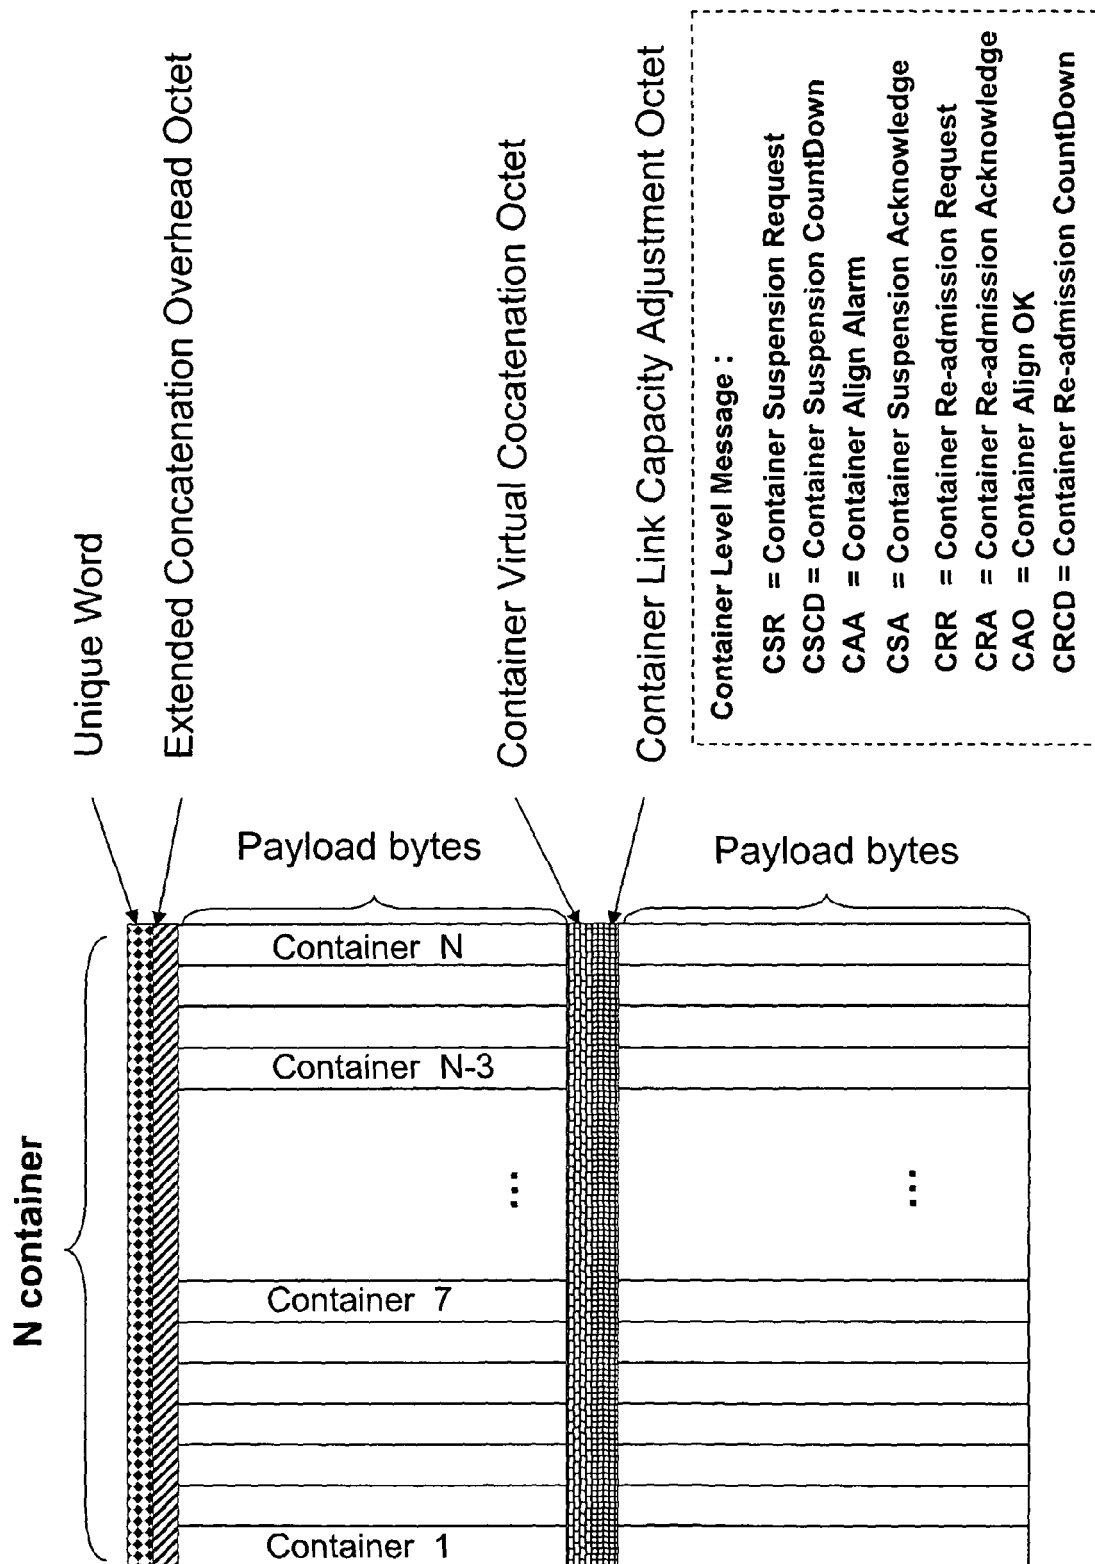 N container
Unique Word
Extended Concatenation Overhead Octet
Payload bytes
Container N
Container N-3
...
Container 7
Container 1
Container Virtual Cocatenation Octet
Container Link Capacity Adjustment Octet
Payload bytes
...
Container Level Message :
CSR = Container Suspension Request
CSCD = Container Suspension CountDown
CAA = Container Align Alarm
CSA = Container Suspension Acknowledge
CRR = Container Re-admission Request
CRA = Container Re-admission Acknowledge
CAO = Container Align OK
CRCD = Container Re-admission CountDown